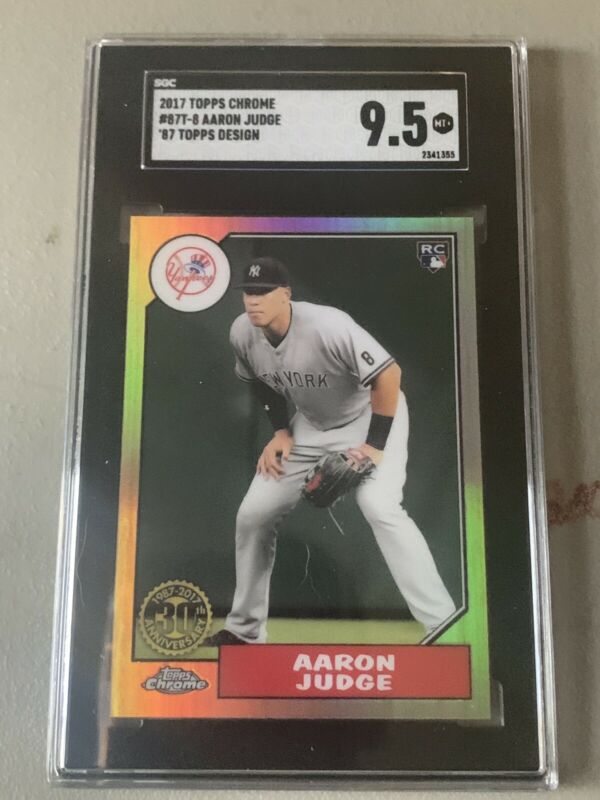 SGC
2017 TOPPS CHROME
#87T-8 AARON JUDGE
'87 TOPPS DESIGN
9.5
MT+
2341355
Yankees
RC
NY
8
NEW YORK
1987-2017
30th
ANNIVERSARY
Topps
Chrome
AARON
JUDGE